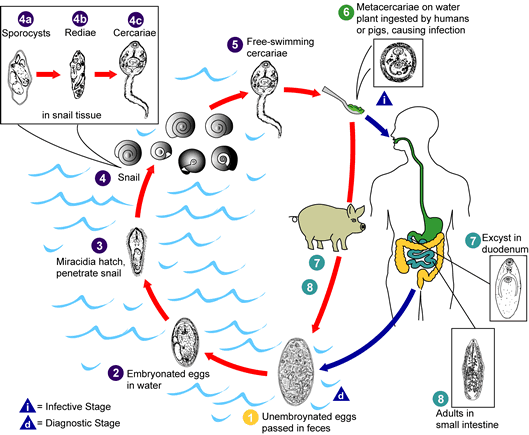 4a 4b 4c
Sporocysts Rediae Cercariae
in snail tissue
5 Free-swimming
cercariae
6 Metacercariae on water
plant ingested by humans
or pigs, causing infection
i
4
Snail
3
Miracidia hatch,
penetrate snail
7
8
7 Excyst in
duodenum
2 Embryonated eggs
in water
d
1 Unembroynated eggs
passed in feces
8
Adults in
small intestine
i = Infective Stage
d = Diagnostic Stage